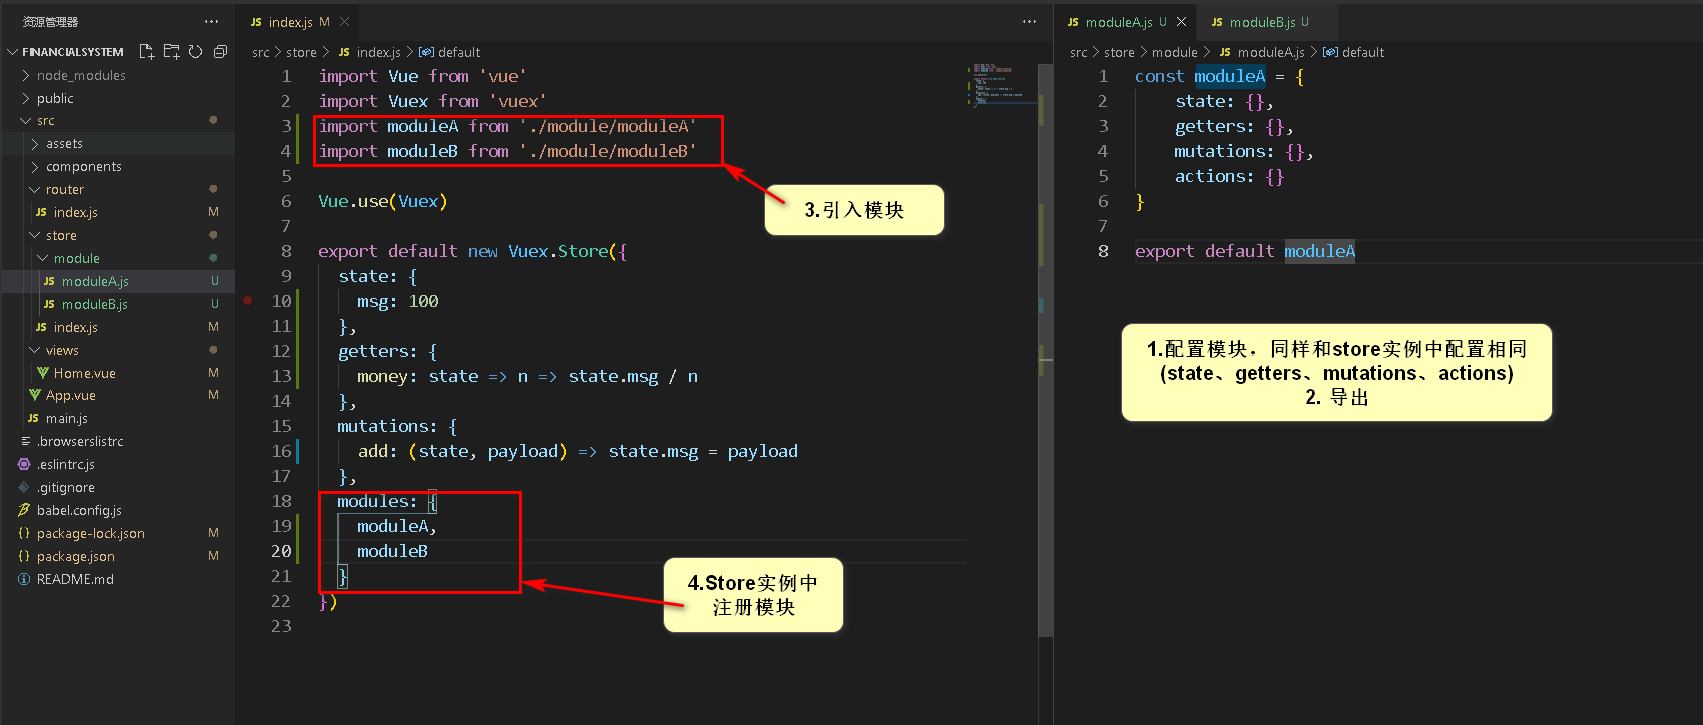 资源管理器
FINANCIALSYSTEM
node_modules
public
src
assets
components
router
JS index.js M
store
module
JS moduleA.js U
JS moduleB.js U
JS index.js M
views
Home.vue M
App.vue M
JS main.js
.browserslistrc
.eslintrc.js
.gitignore
babel.config.js
{} package-lock.json M
{} package.json M
README.md
JS index.js M
src > store > JS index.js > default
1 import Vue from 'vue'
2 import Vuex from 'vuex'
3 import moduleA from './module/moduleA'
4 import moduleB from './module/moduleB'
5
6 Vue.use(Vuex)
7
8 export default new Vuex.Store({
9 state: {
10 msg: 100
11 },
12 getters: {
13 money: state => n => state.msg / n
14 },
15 mutations: {
16 add: (state, payload) => state.msg = payload
17 },
18 modules: {
19 moduleA,
20 moduleB
21 }
22 })
23
3.引入模块
4.Store实例中
注册模块
JS moduleA.js U
JS moduleB.js U
src > store > module > JS moduleA.js > default
1 const moduleA = {
2 state: {},
3 getters: {},
4 mutations: {},
5 actions: {}
6 }
7
8 export default moduleA
1.配置模块，同样和store实例中配置相同
(state、getters、mutations、actions)
2. 导出